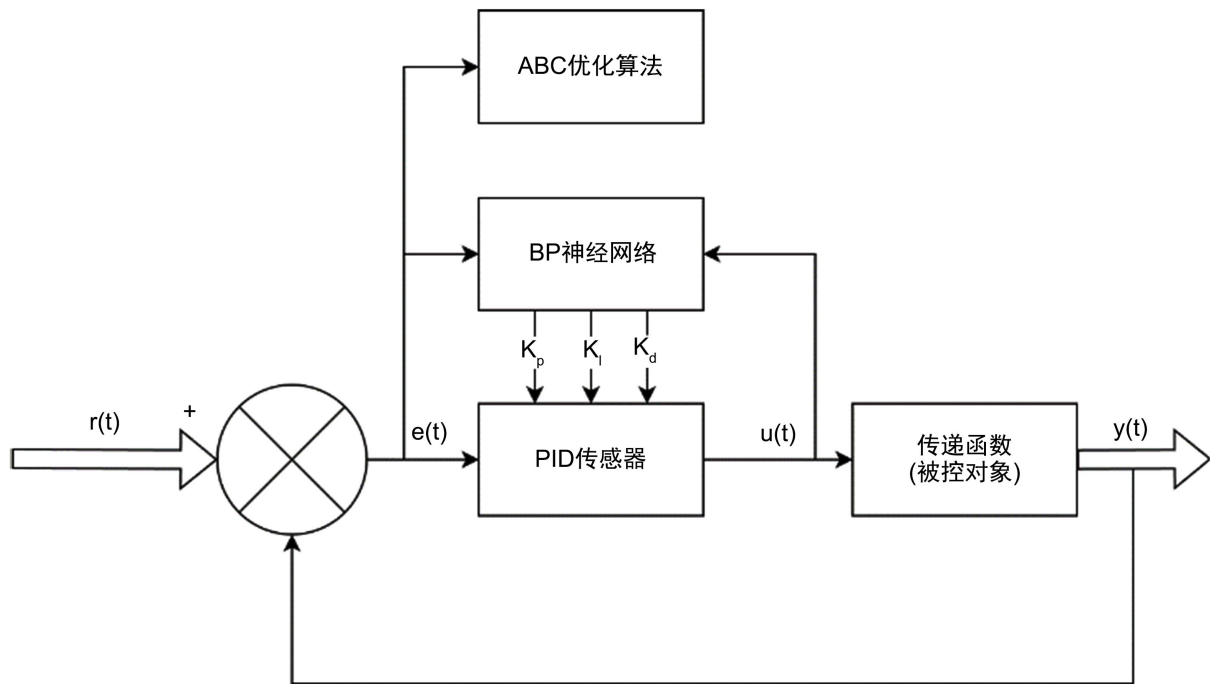 ABC优化算法
BP神经网络
Kp
KI
Kd
r(t)
+
e(t)
PID传感器
u(t)
传递函数
(被控对象)
y(t)